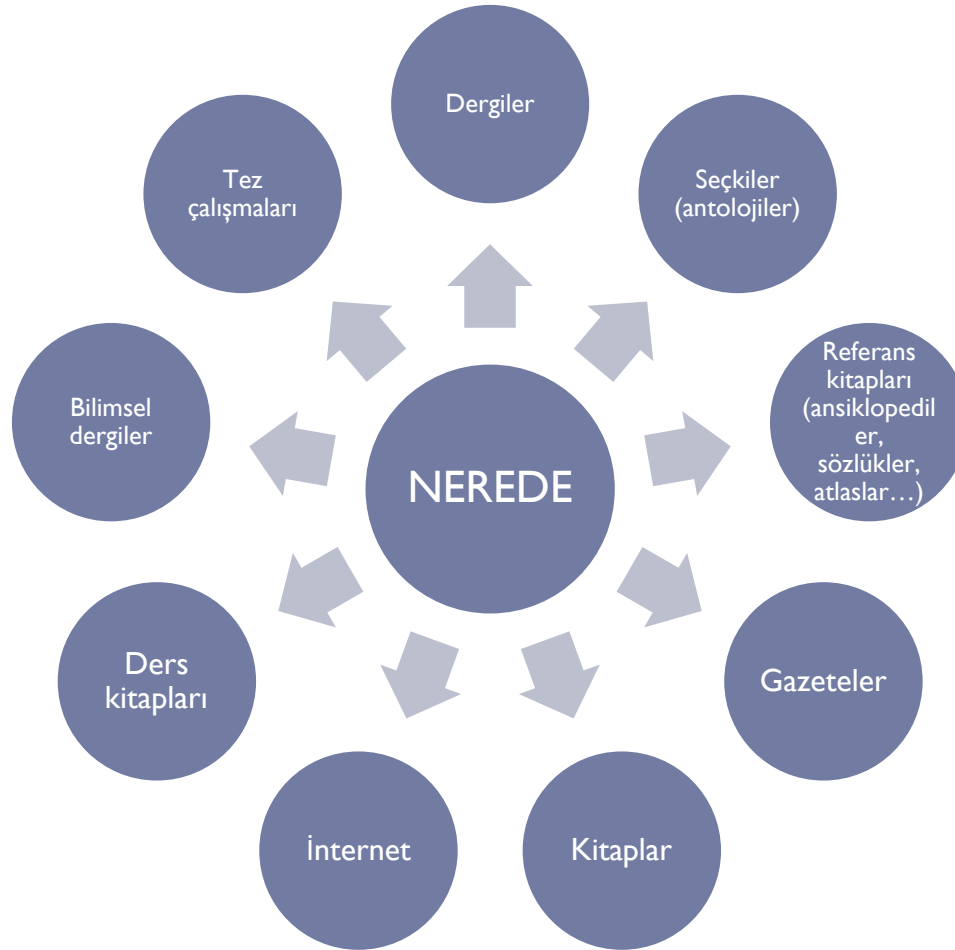 Dergiler
Seçkiler
(antolojiler)
Referans
kitapları
(ansiklopedil
er,
sözlükler,
atlaslar…)
Gazeteler
Kitaplar
İnternet
Ders
kitapları
Bilimsel
dergiler
Tez
çalışmaları
NEREDE